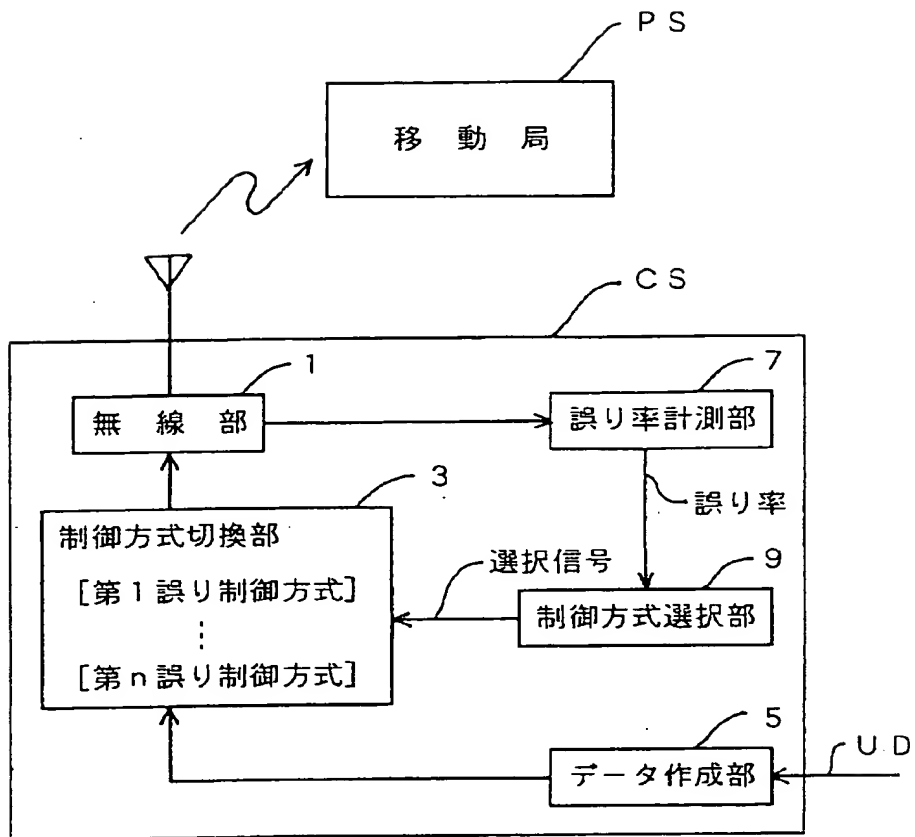 PS
移動局
CS
1
無線部
7
誤り率計測部
3
誤り率
制御方式切換部
[第1誤り制御方式]
⋮
[第n誤り制御方式]
選択信号
9
制御方式選択部
5
データ作成部
UD